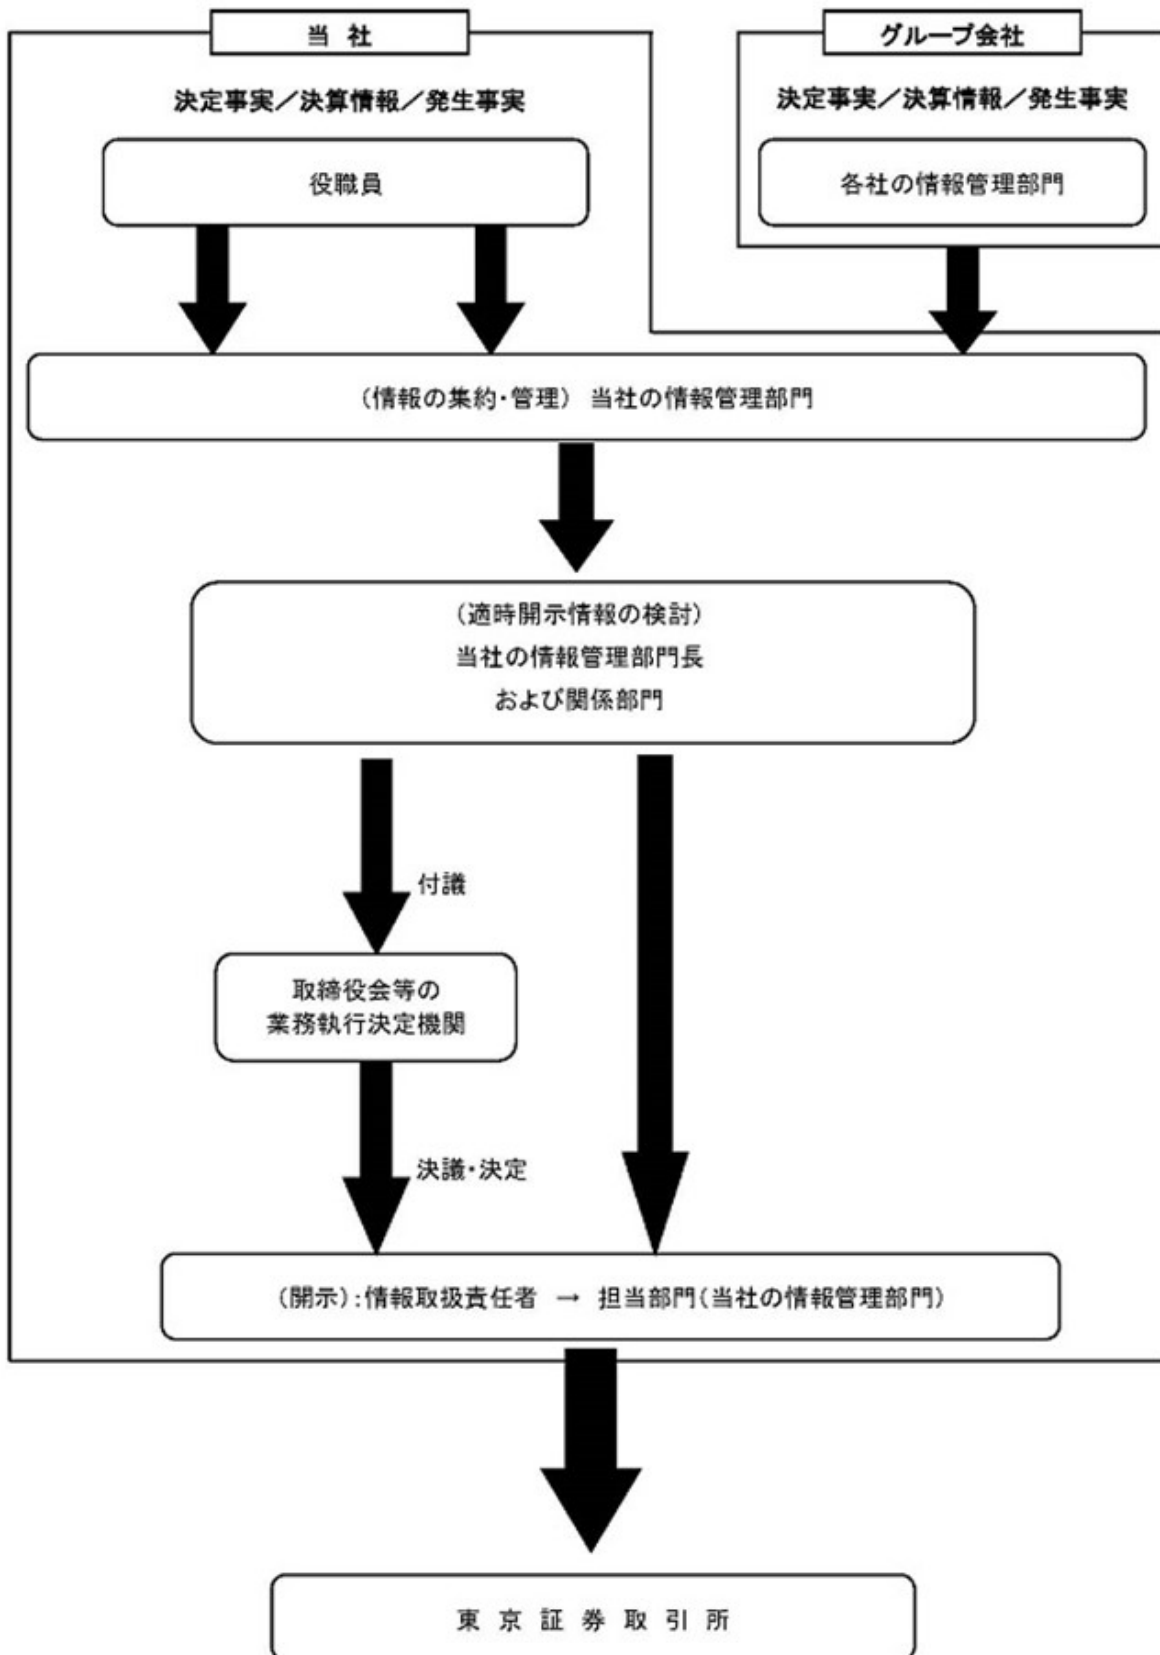 当 社
決定事実／決算情報／発生事実
役職員
グループ会社
決定事実／決算情報／発生事実
各社の情報管理部門
(情報の集約・管理) 当社の情報管理部門
(適時開示情報の検討)
当社の情報管理部門長
および関係部門
付議
取締役会等の
業務執行決定機関
決議・決定
(開示):情報取扱責任者 → 担当部門(当社の情報管理部門)
東 京 証 券 取 引 所